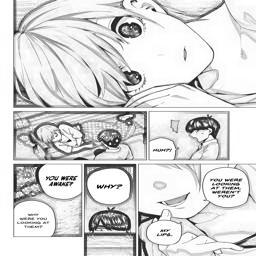 HUH?!
YOU WERE
AWAKE?
WHY?
YOU WERE
LOOKING
AT THEM,
WEREN'T
YOU?
WHY
WERE YOU
LOOKING AT
THEM?
MY
LIPS.